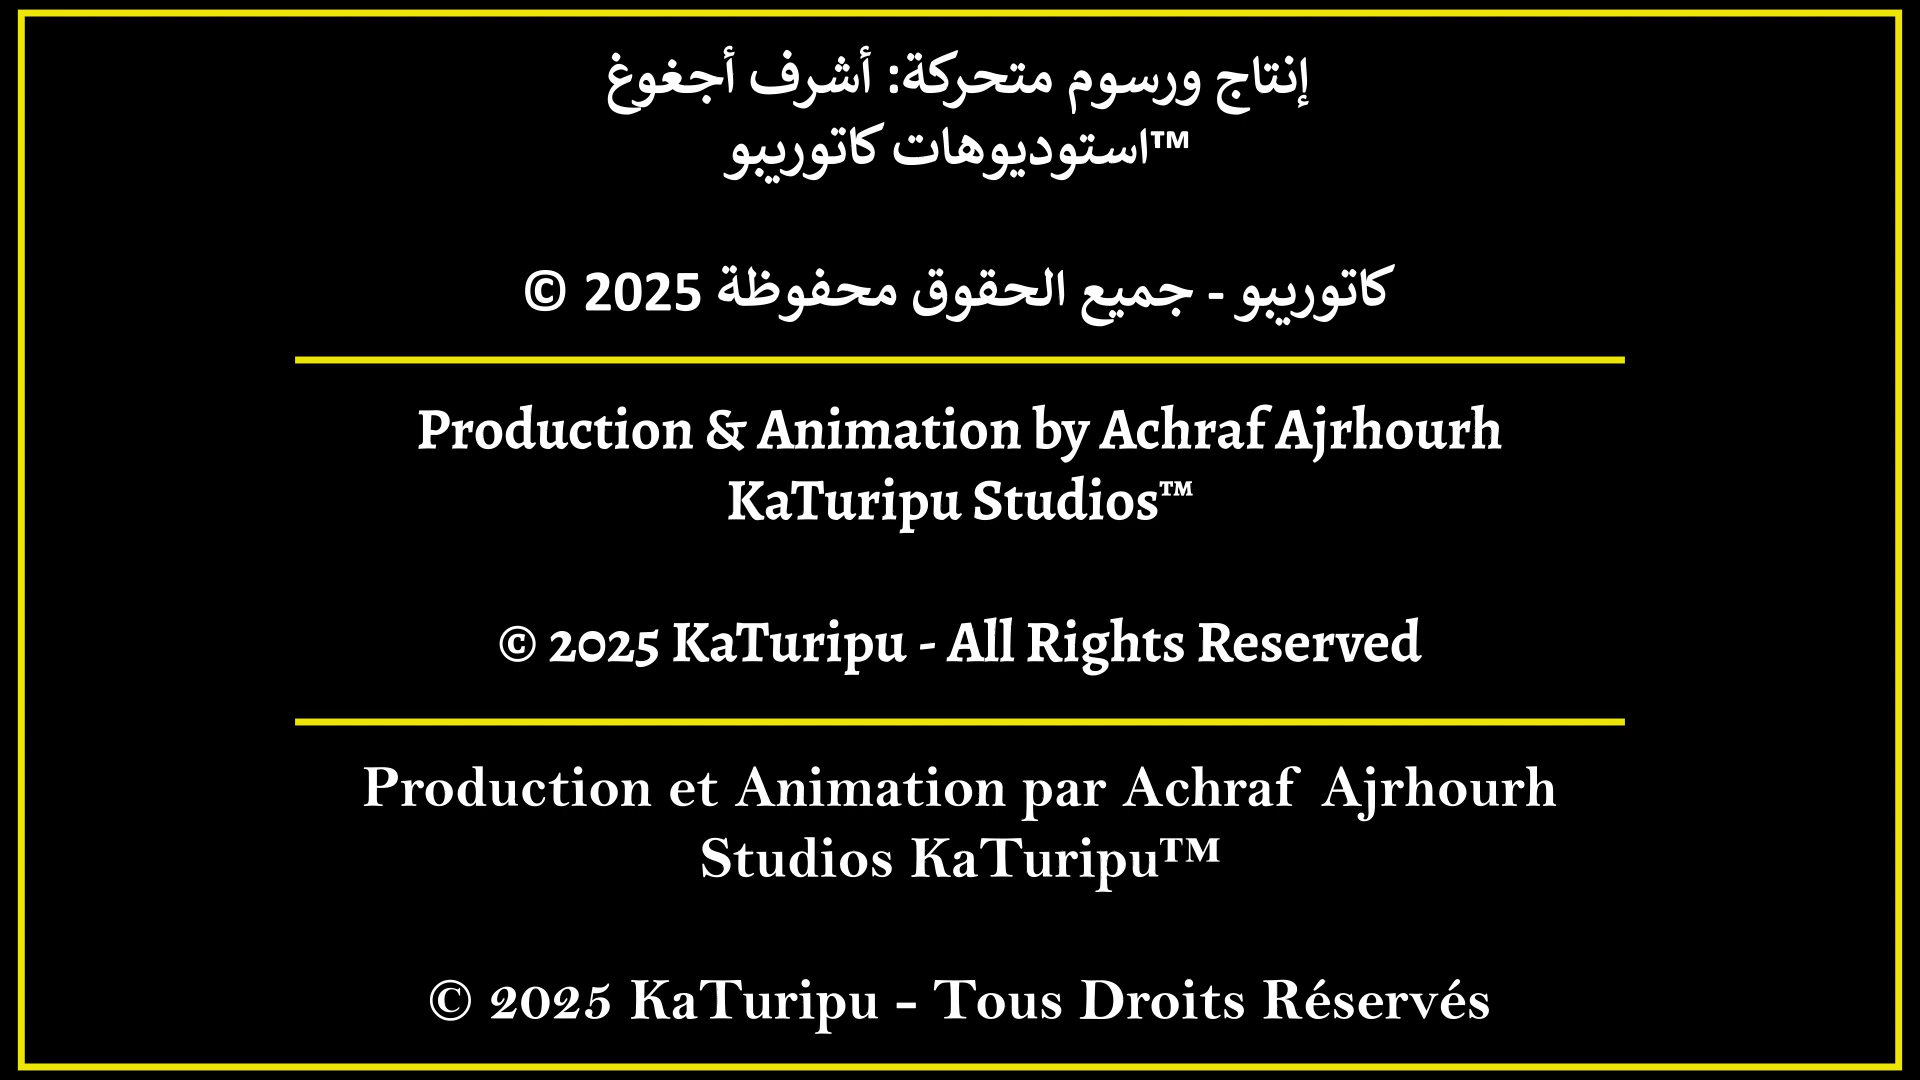 إنتاج ورسوم متحركة: أشرف أجغوغ
استوديوهات كاتوريبو™
كاتوريبو - جميع الحقوق محفوظة 2025 ©
Production & Animation by Achraf Ajrhourh
KaTuripu Studios™
© 2025 KaTuripu - All Rights Reserved
Production et Animation par Achraf Ajrhourh
Studios KaTuripu™
© 2025 KaTuripu - Tous Droits Réservés